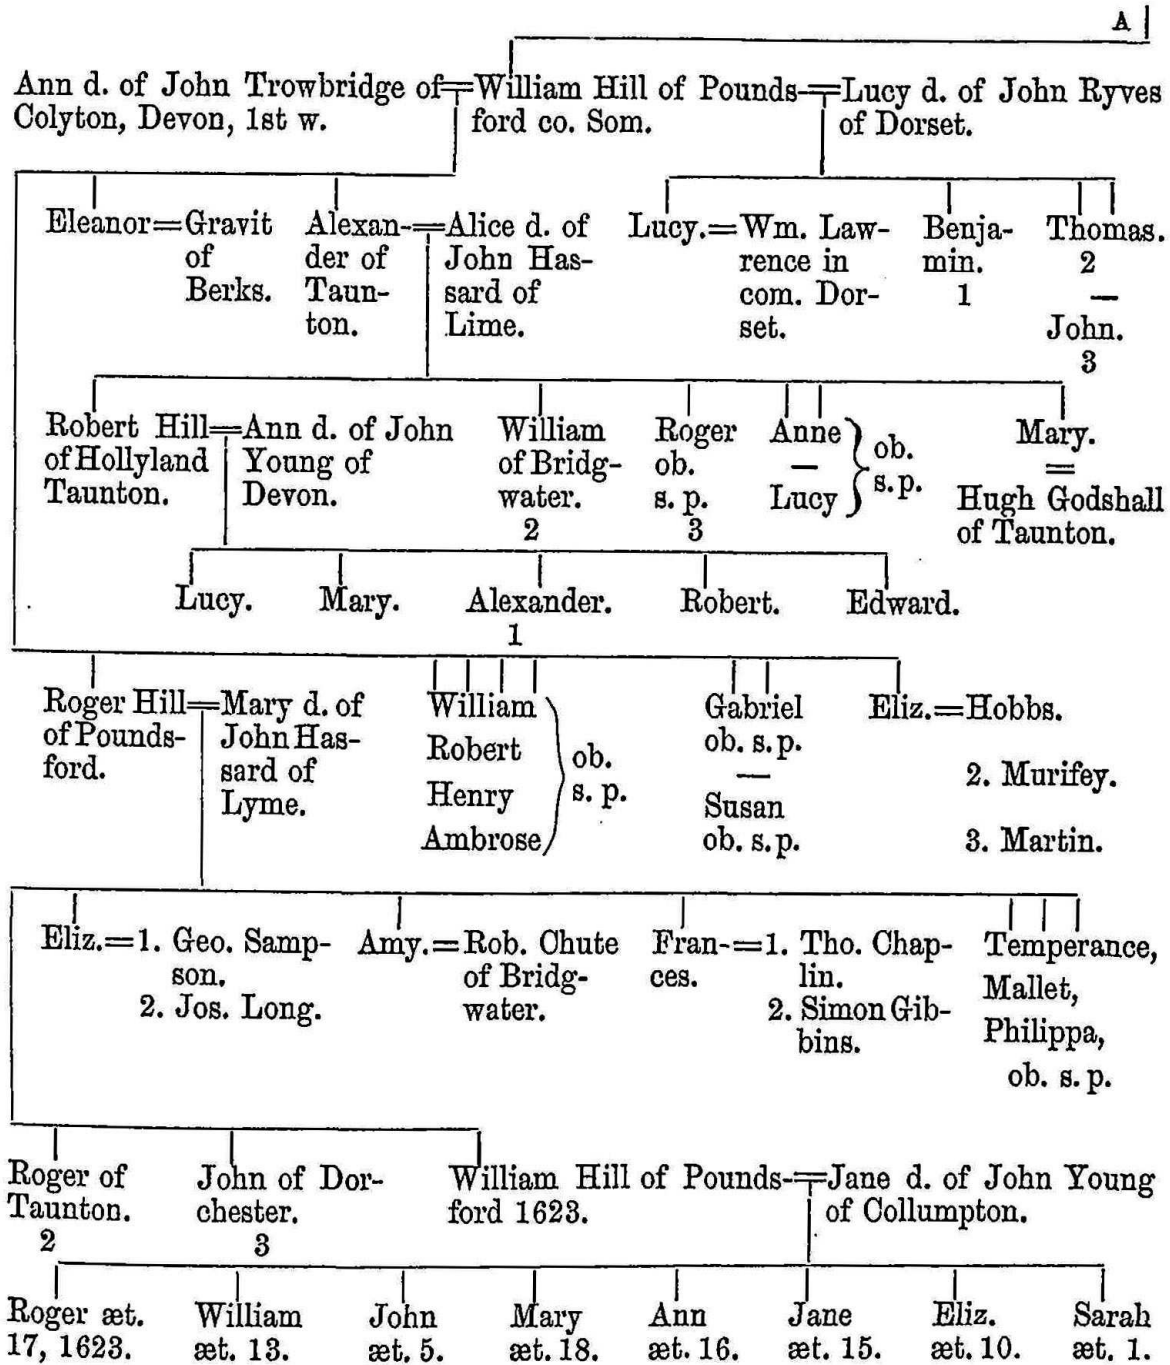 A
Ann d. of John Trowbridge of=William Hill of Pounds-=Lucy d. of John Ryves
Colyton, Devon, 1st w. ford co. Som. of Dorset.
Eleanor=Gravit Alexan-=Alice d. of Lucy.=Wm. Law- Benja- Thomas.
of der of John Has- rence in min. 2
Berks. Taun- sard of com. Dor- 1 —
ton. Lime. set. John.
3
Robert Hill=Ann d. of John William Roger Anne ob. Mary.
of Hollyland Young of of Bridg- ob. — s.p. =
Taunton. Devon. water. s. p. Lucy Hugh Godshall
2 3 of Taunton.
Lucy. Mary. Alexander. Robert. Edward.
1
Roger Hill=Mary d. of William Gabriel Eliz.=Hobbs.
of Pounds- John Has- Robert ob. ob. s.p.
ford. sard of Henry s. p. — 2. Murifey.
Lyme. Ambrose Susan
ob. s.p. 3. Martin.
Eliz.=1. Geo. Samp- Amy.=Rob. Chute Fran-=1. Tho. Chap- Temperance,
son. of Bridg- ces. lin. Mallet,
2. Jos. Long. water. 2. Simon Gib- Philippa,
bins. ob. s. p.
Roger of John of Dor- William Hill of Pounds-=Jane d. of John Young
Taunton. chester. ford 1623. of Collumpton.
2 3
Roger æt. William John Mary Ann Jane Eliz. Sarah
17, 1623. æt. 13. æt. 5. æt. 18. æt. 16. æt. 15. æt. 10. æt. 1.